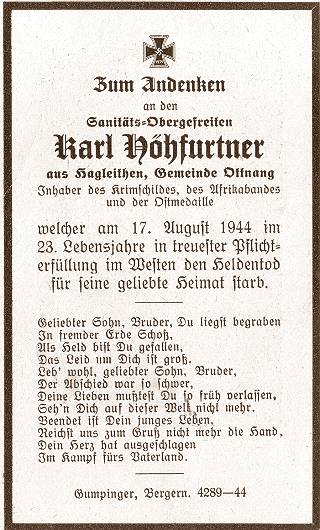 Zum Andenken
an den
Sanitäts-Obergefreiten
Karl Höhfurtner
aus Hagleithen, Gemeinde Ottnang
Inhaber des Krimschildes, des Afrikabandes
und der Ostmedaille
welcher am 17. August 1944 im
23. Lebensjahre in treuester Pflicht-
erfüllung im Westen den Heldentod
für seine geliebte Heimat starb.
Geliebter Sohn, Bruder, Du liegst begraben
In fremder Erde Schoß,
Als Held bist Du gefallen,
Das Leid um Dich ist groß.
Leb' wohl, geliebter Sohn, Bruder,
Der Abschied war so schwer,
Deine Lieben mußtest Du so früh verlassen,
Seh'n Dich auf dieser Welt nicht mehr.
Beendet ist Dein junges Leben,
Reichst uns zum Gruß nicht mehr die Hand,
Dein Herz hat ausgeschlagen
Im Kampf fürs Vaterland.
Gumpinger, Bergern. 4289—44